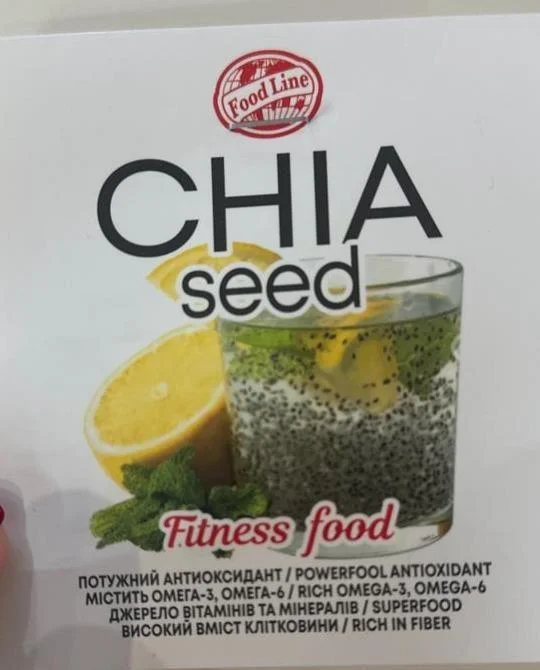 Food Line
CHIA
seed
Fitness food
ПОТУЖНИЙ АНТИОКСИДАНТ / POWERFOOL ANTIOXIDANT
МІСТИТЬ ОМЕГА-3, ОМЕГА-6 / RICH OMEGA-3, OMEGA-6
ДЖЕРЕЛО ВІТАМІНІВ ТА МІНЕРАЛІВ / SUPERFOOD
ВИСОКИЙ ВМІСТ КЛІТКОВИНИ / RICH IN FIBER